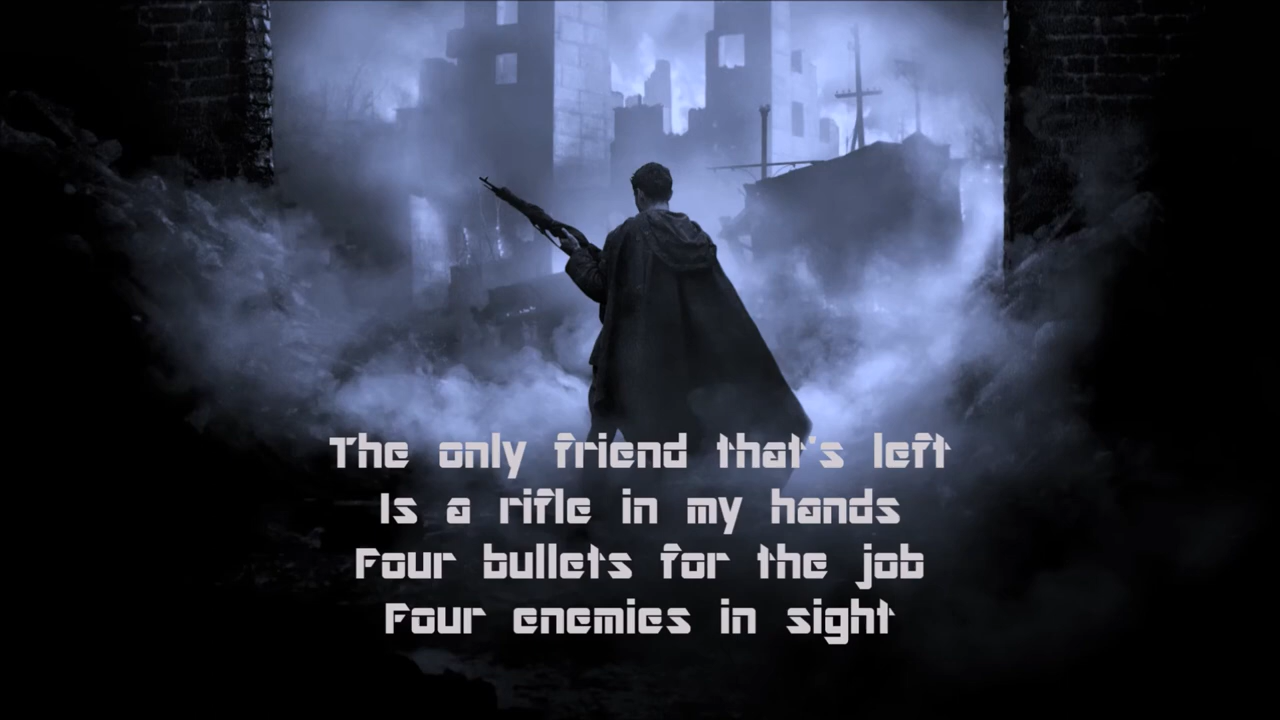 The only friend that's left
Is a rifle in my hands
Four bullets for the job
Four enemies in sight